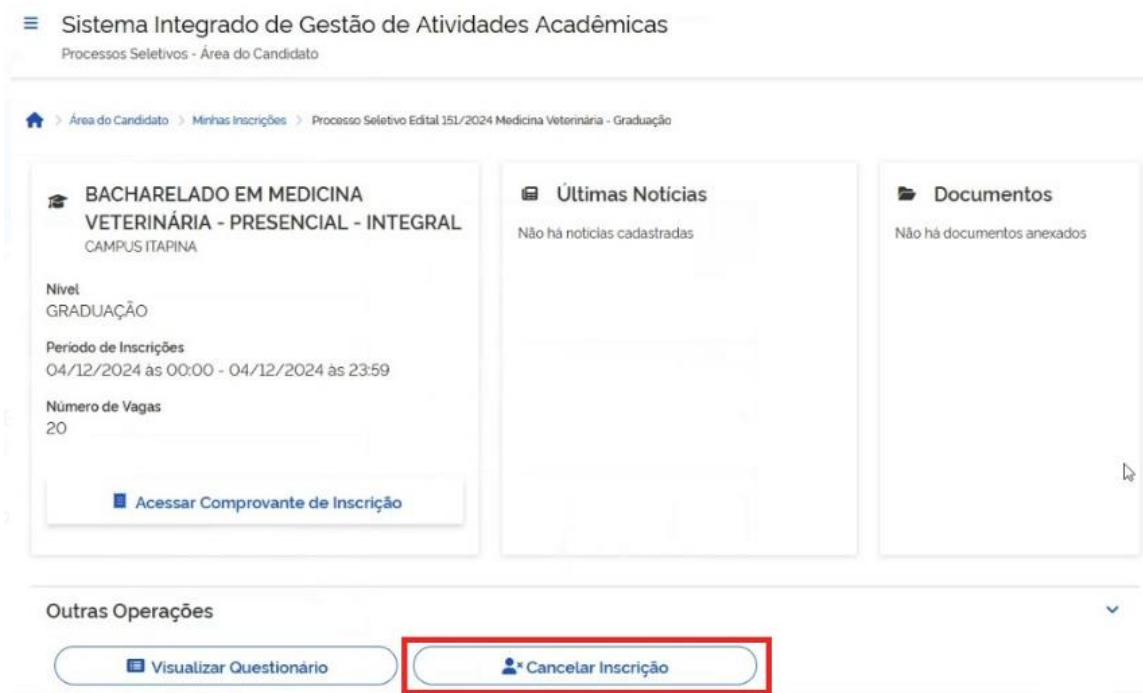 Sistema Integrado de Gestão de Atividades Acadêmicas
Processos Seletivos - Área do Candidato
Área do Candidato > Minhas Inscrições > Processo Seletivo Edital 151/2024 Medicina Veterinária - Graduação
BACHARELADO EM MEDICINA
VETERINÁRIA - PRESENCIAL - INTEGRAL
CAMPUS ITAPINA
Nível
GRADUAÇÃO
Período de Inscrições
04/12/2024 às 00:00 - 04/12/2024 às 23:59
Número de Vagas
20
Acessar Comprovante de Inscrição
Últimas Notícias
Não há notícias cadastradas
Documentos
Não há documentos anexados
Outras Operações
Visualizar Questionário
Cancelar Inscrição